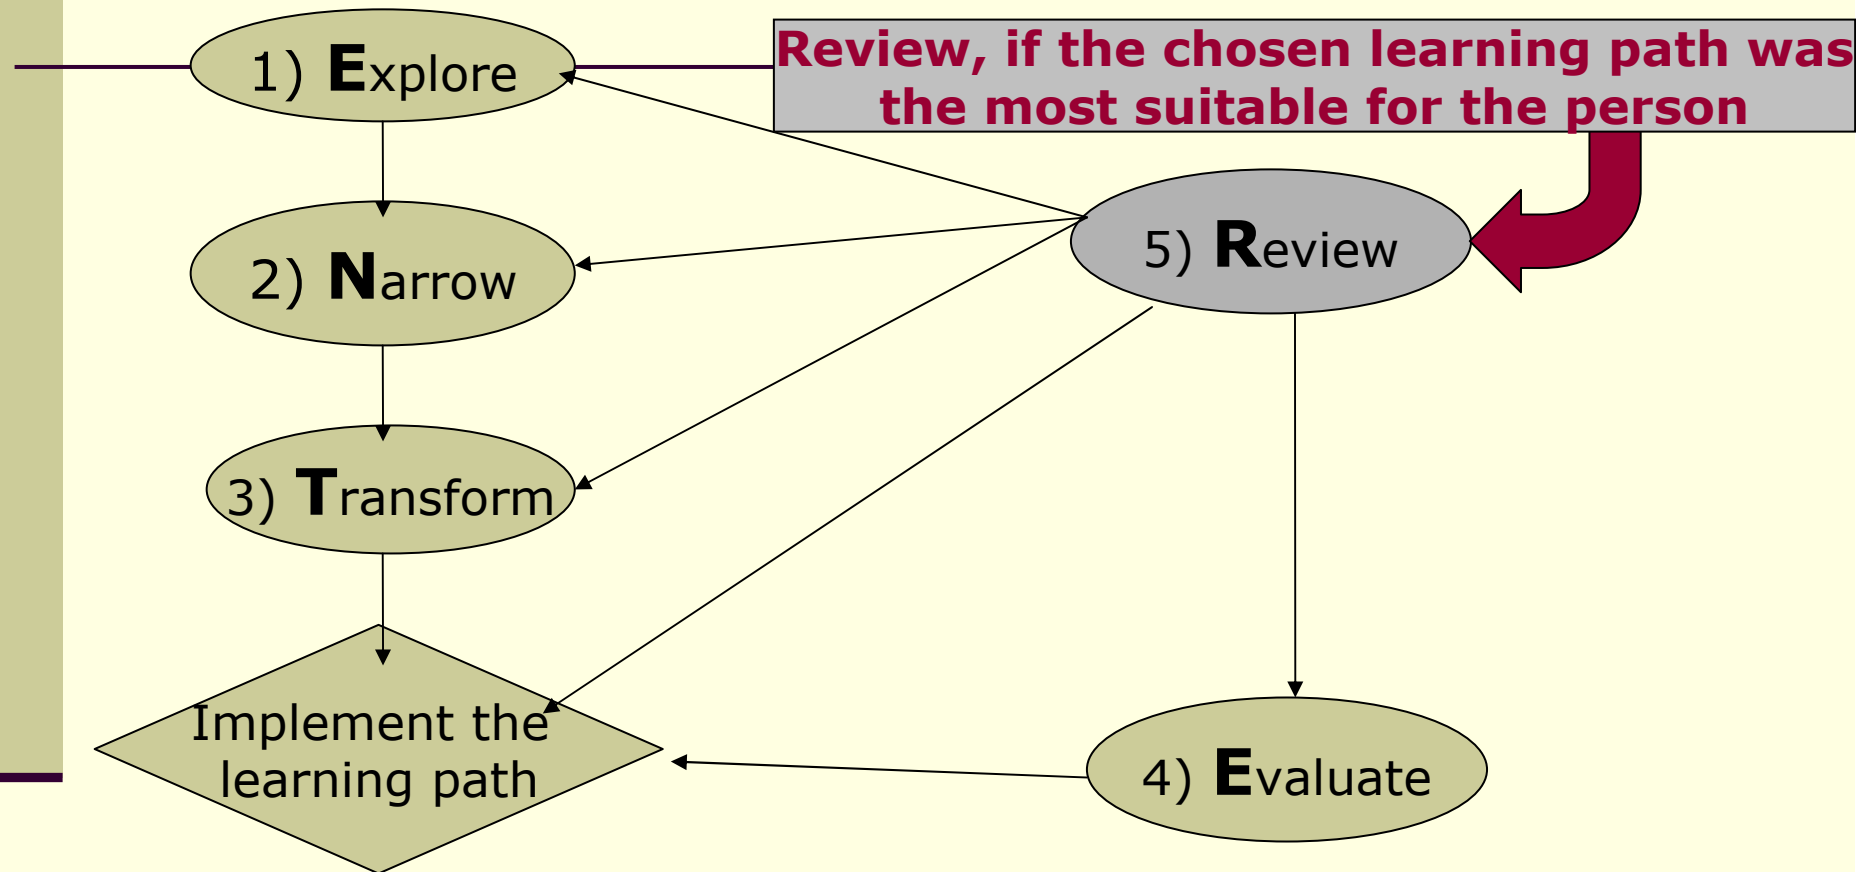 1) Explore
Review, if the chosen learning path was
the most suitable for the person
2) Narrow
5) Review
3) Transform
Implement the
learning path
4) Evaluate